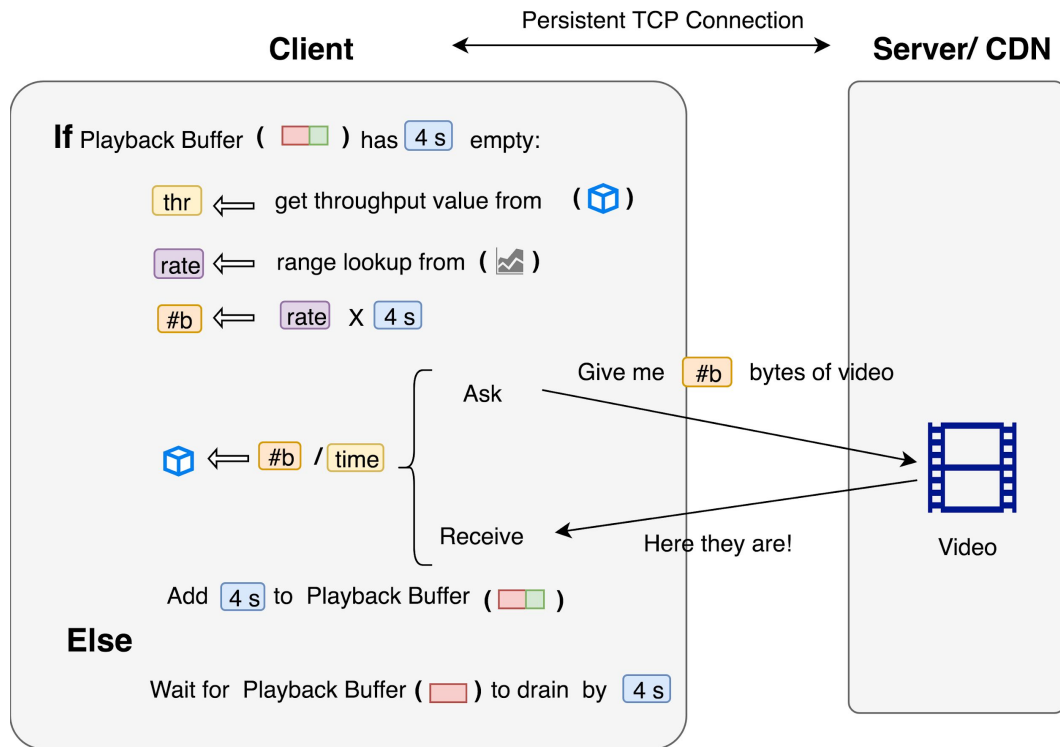 Persistent TCP Connection
Client
Server/ CDN
If Playback Buffer ( ) has 4 s empty:
thr get throughput value from ( )
rate range lookup from ( )
#b rate X 4 s
Give me #b bytes of video
Ask
#b / time
Receive
Here they are!
Video
Add 4 s to Playback Buffer ( )
Else
Wait for Playback Buffer ( ) to drain by 4 s